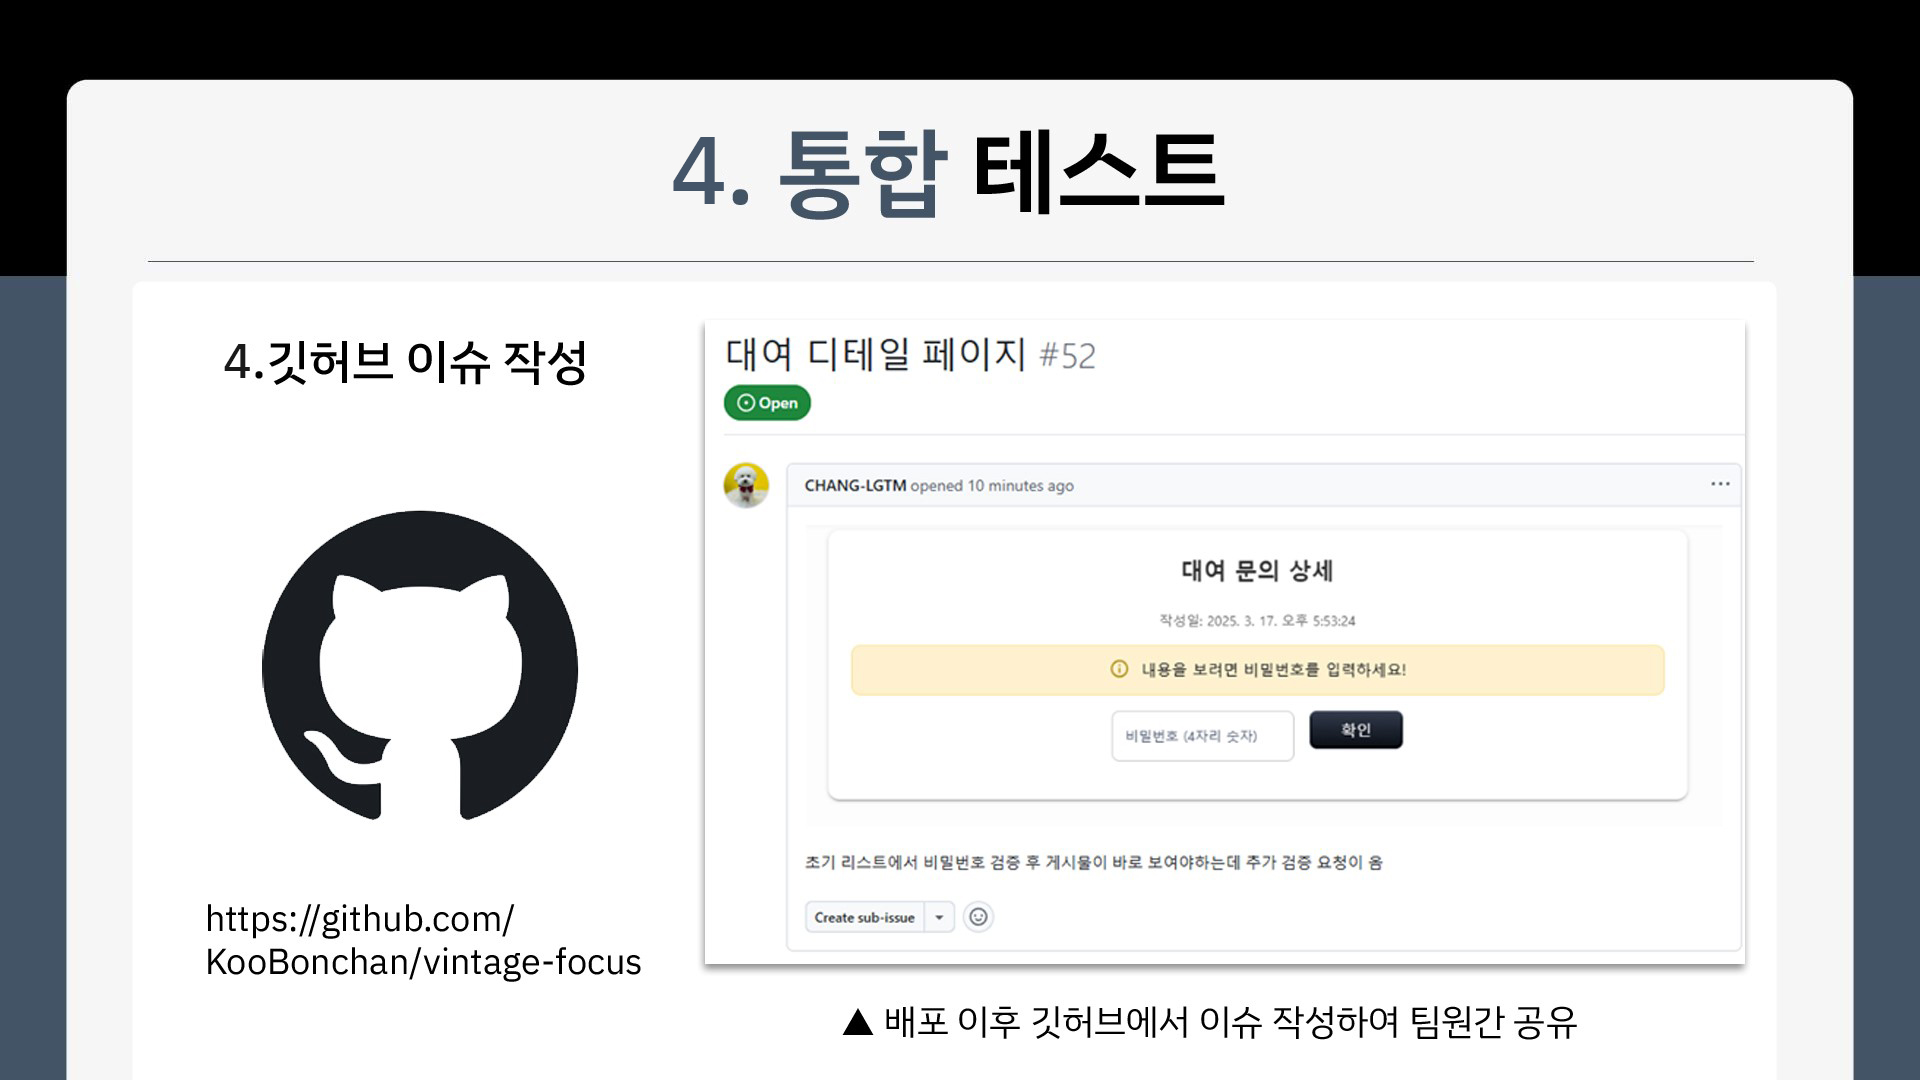 4. 통합 테스트
4.깃허브 이슈 작성
https://github.com/
KooBonchan/vintage-focus
대여 디테일 페이지 #52
Open
CHANG-LGTM opened 10 minutes ago
대여 문의 상세
작성일: 2025. 3. 17. 오후 5:53:24
내용을 보려면 비밀번호를 입력하세요!
비밀번호 (4자리 숫자)
확인
조기 리스트에서 비밀번호 검증 후 게시물이 바로 보여야하는데 추가 검증 요청이 옴
Create sub-issue
▲ 배포 이후 깃허브에서 이슈 작성하여 팀원간 공유